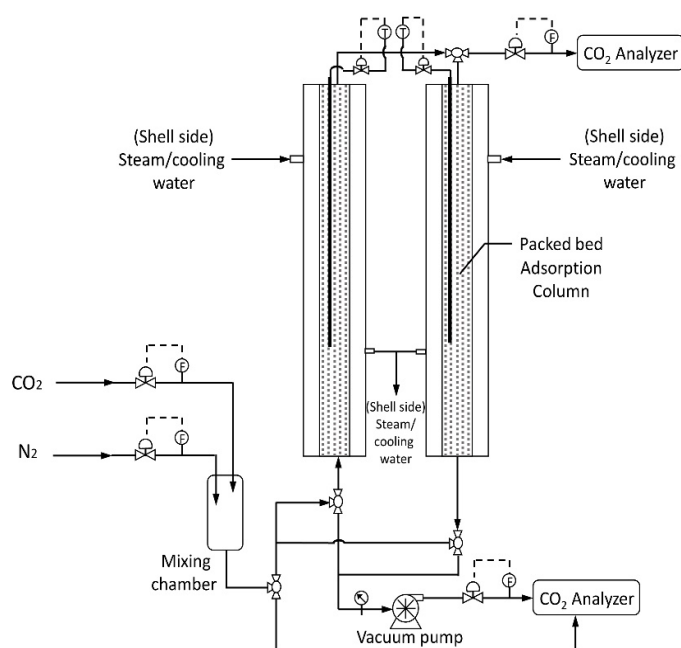 T
T
F
CO₂ Analyzer
(Shell side)
Steam/cooling
water
(Shell side)
Steam/cooling
water
Packed bed
Adsorption
Column
F
CO₂
F
N₂
(Shell side)
Steam/
cooling
water
Mixing
chamber
F
CO₂ Analyzer
Vacuum pump